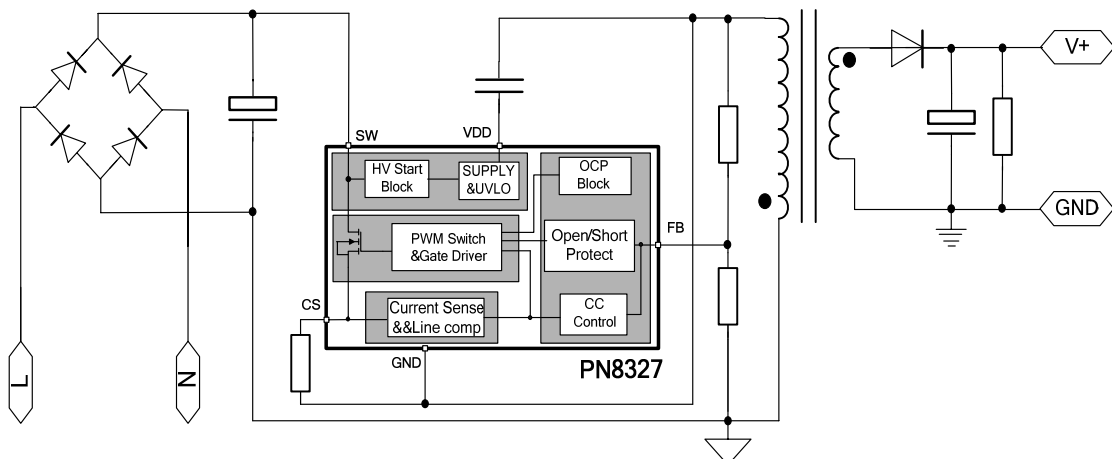 V+
SW
VDD
HV Start
Block
SUPPLY
&UVLO
OCP
Block
GND
PWM Switch
&Gate Driver
Open/Short
Protect
FB
CS
Current Sense
&&Line comp
CC
Control
GND
PN8327
L
N